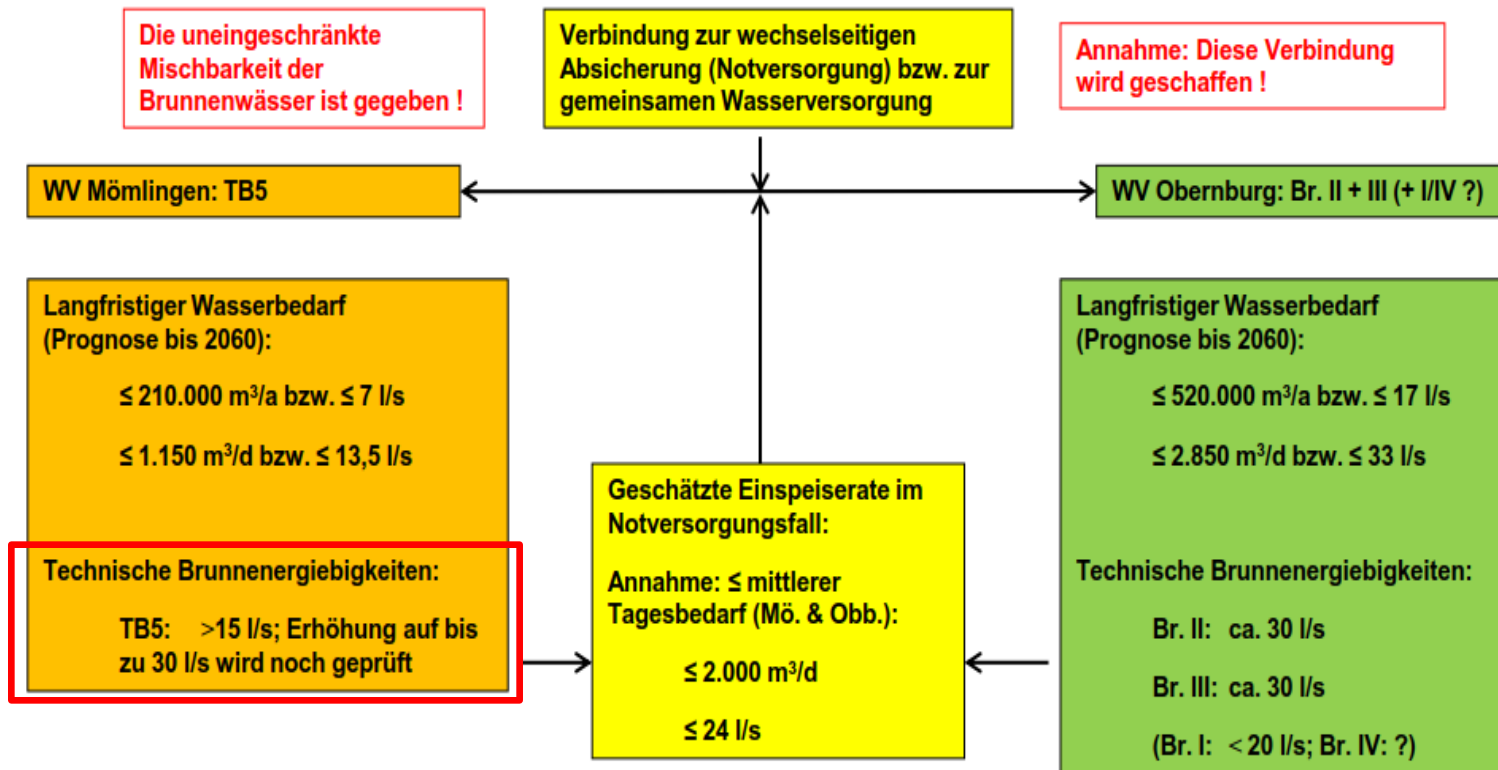 Die uneingeschränkte
Mischbarkeit der
Brunnenwässer ist gegeben !
Verbindung zur wechselseitigen
Absicherung (Notversorgung) bzw. zur
gemeinsamen Wasserversorgung
Annahme: Diese Verbindung
wird geschaffen !
WV Mömlingen: TB5
WV Obernburg: Br. II + III (+ I/IV ?)
Langfristiger Wasserbedarf
(Prognose bis 2060):
≤ 210.000 m³/a bzw. ≤ 7 l/s
≤ 1.150 m³/d bzw. ≤ 13,5 l/s
Technische Brunnenergiebigkeiten:
TB5: >15 l/s; Erhöhung auf bis
zu 30 l/s wird noch geprüft
Geschätzte Einspeiserate im
Notversorgungsfall:
Annahme: ≤ mittlerer
Tagesbedarf (Mö. & Obb.):
≤ 2.000 m³/d
≤ 24 l/s
Langfristiger Wasserbedarf
(Prognose bis 2060):
≤ 520.000 m³/a bzw. ≤ 17 l/s
≤ 2.850 m³/d bzw. ≤ 33 l/s
Technische Brunnenergiebigkeiten:
Br. II: ca. 30 l/s
Br. III: ca. 30 l/s
(Br. I: < 20 l/s; Br. IV: ?)